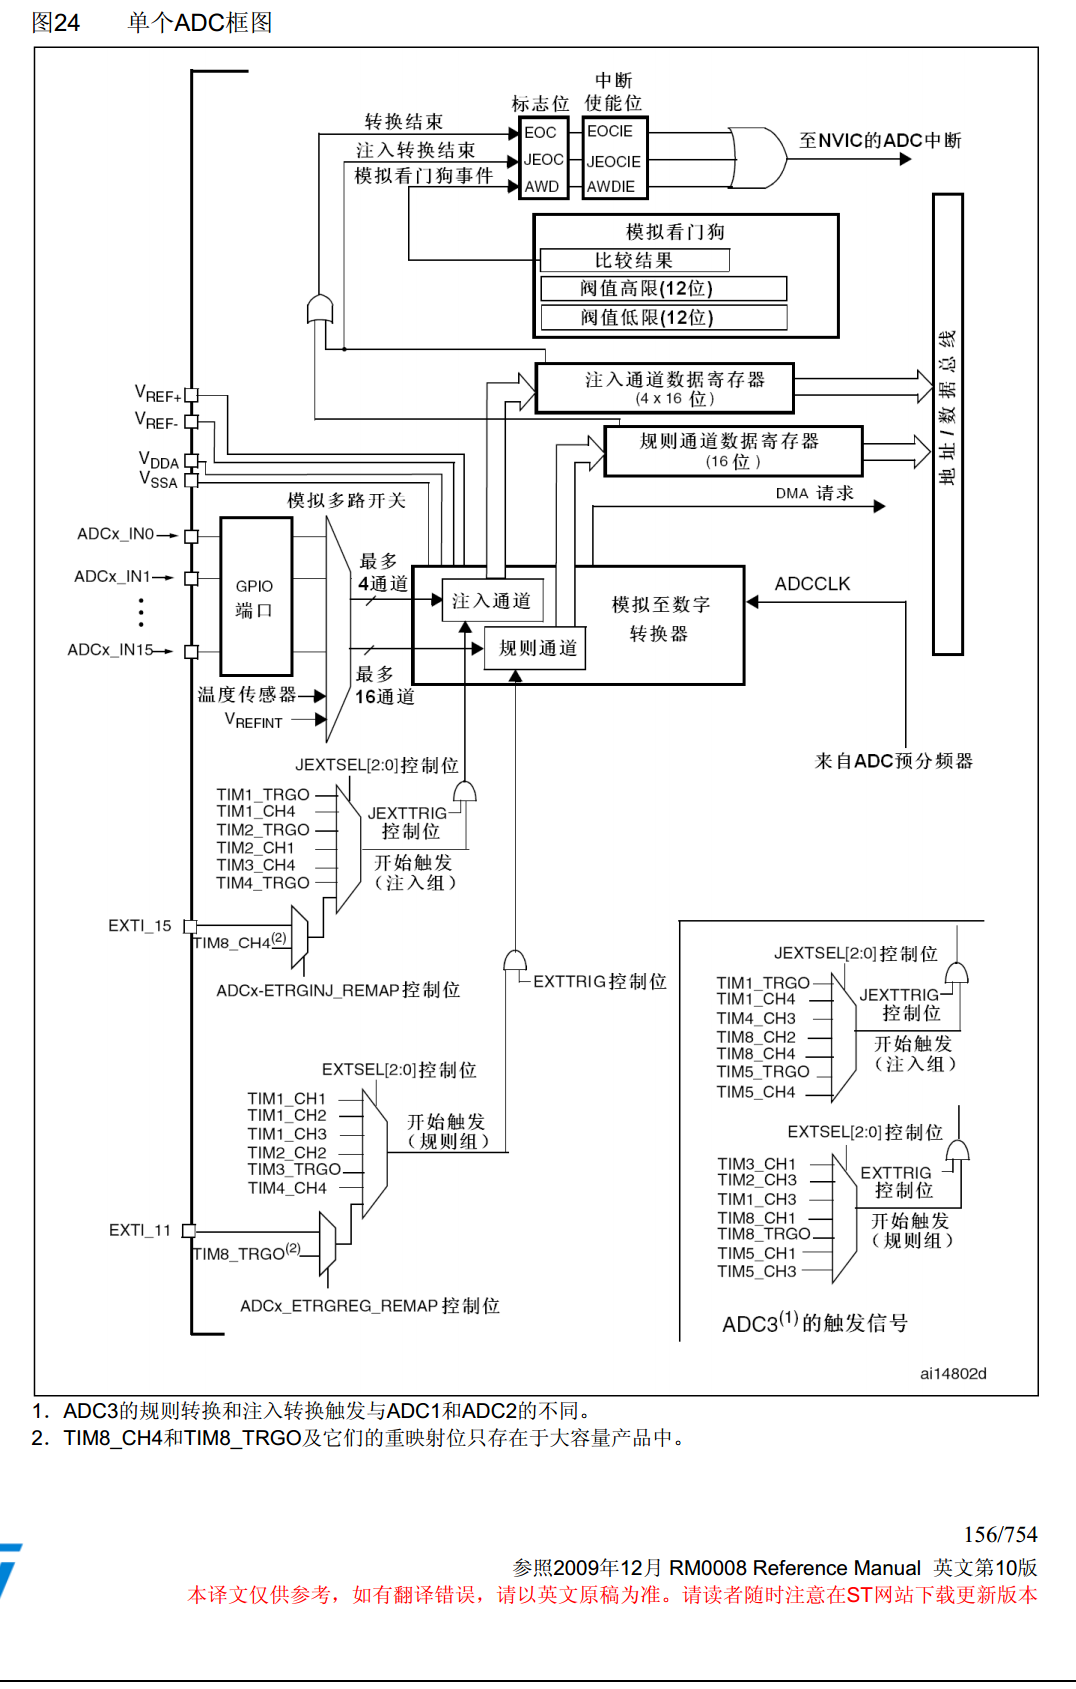 图24 单个ADC框图
中断
标志位 使能位
转换结束
EOC EOCIE
注入转换结束
JEOC JEOCIE
模拟看门狗事件
AWD AWDIE
至NVIC的ADC中断
模拟看门狗
比较结果
阀值高限(12位)
阀值低限(12位)
地址/数据总线
注入通道数据寄存器
(4 x 16 位)
规则通道数据寄存器
(16 位)
VREF+
VREF-
VDDA
VSSA
DMA 请求
模拟多路开关
ADCx_IN0
ADCx_IN1
ADCx_IN15
GPIO
端口
最多
4通道
注入通道
模拟至数字
转换器
ADCCLK
规则通道
最多
16通道
温度传感器
VREFINT
来自ADC预分频器
JEXTSEL[2:0]控制位
TIM1_TRGO
TIM1_CH4
TIM2_TRGO
TIM2_CH1
TIM3_CH4
TIM4_TRGO
JEXTTRIG
控制位
开始触发
(注入组)
EXTI_15
TIM8_CH4(2)
ADCx-ETRGINJ_REMAP控制位
EXTTRIG控制位
EXTSEL[2:0]控制位
TIM1_CH1
TIM1_CH2
TIM1_CH3
TIM2_CH2
TIM3_TRGO
TIM4_CH4
开始触发
(规则组)
EXTI_11
TIM8_TRGO(2)
ADCx_ETRGREG_REMAP控制位
JEXTSEL[2:0]控制位
TIM1_TRGO
TIM1_CH4
TIM4_CH3
TIM8_CH2
TIM8_CH4
TIM5_TRGO
TIM5_CH4
JEXTTRIG
控制位
开始触发
(注入组)
EXTSEL[2:0]控制位
TIM3_CH1
TIM2_CH3
TIM1_CH3
TIM8_CH1
TIM8_TRGO
TIM5_CH1
TIM5_CH3
EXTTRIG
控制位
开始触发
(规则组)
ADC3(1)的触发信号
ai14802d
1. ADC3的规则转换和注入转换触发与ADC1和ADC2的不同。
2. TIM8_CH4和TIM8_TRGO及它们的重映射位只存在于大容量产品中。
156/754
参照2009年12月 RM0008 Reference Manual 英文第10版
本译文仅供参考，如有翻译错误，请以英文原稿为准。请读者随时注意在ST网站下载更新版本